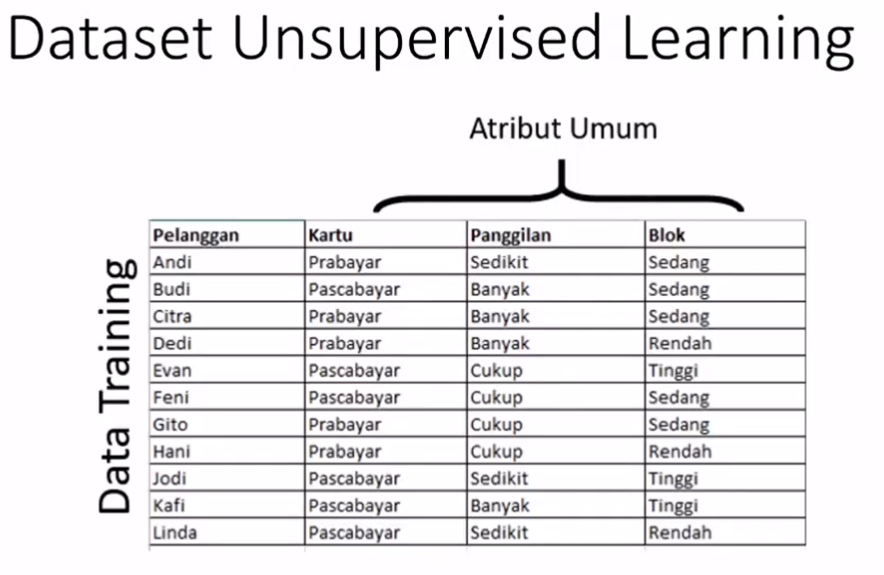 Dataset Unsupervised Learning
Atribut Umum
Data Training
Pelanggan Kartu Panggilan Blok
Andi Prabayar Sedikit Sedang
Budi Pascabayar Banyak Sedang
Citra Prabayar Banyak Sedang
Dedi Prabayar Banyak Rendah
Evan Pascabayar Cukup Tinggi
Feni Pascabayar Cukup Sedang
Gito Prabayar Cukup Sedang
Hani Prabayar Cukup Rendah
Jodi Pascabayar Sedikit Tinggi
Kafi Pascabayar Banyak Tinggi
Linda Pascabayar Sedikit Rendah